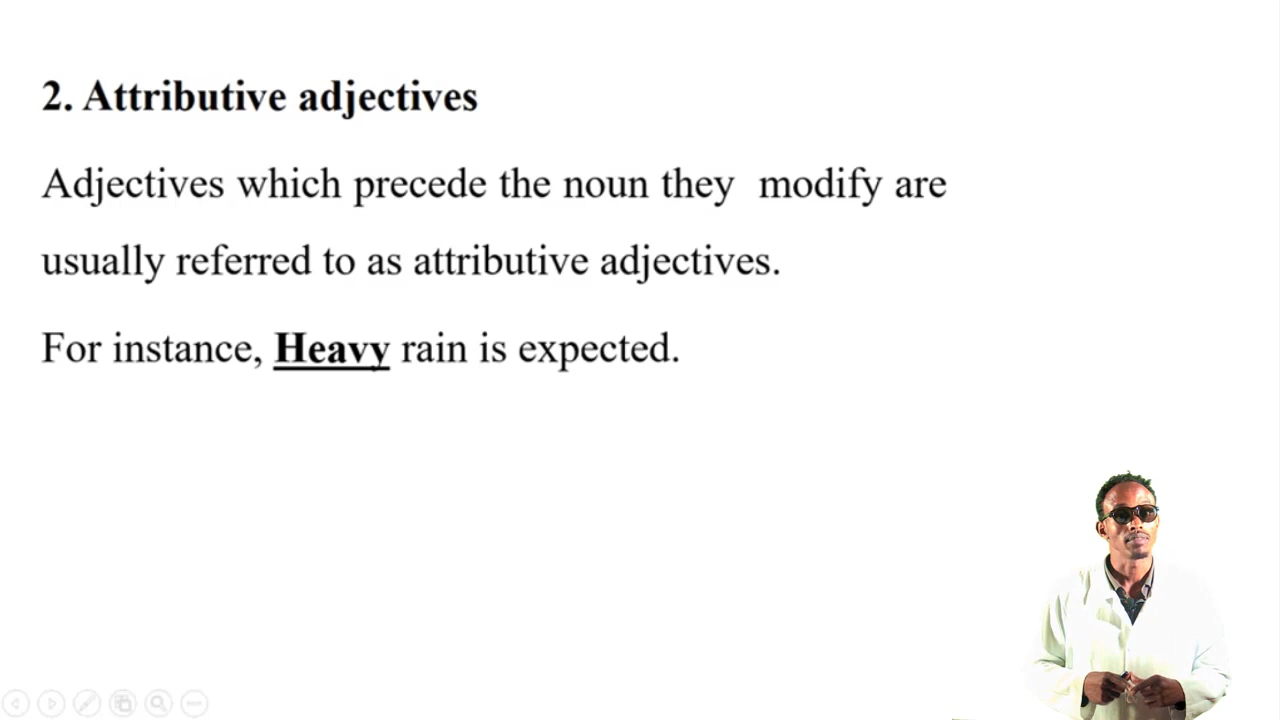 2. Attributive adjectives
Adjectives which precede the noun they modify are
usually referred to as attributive adjectives.
For instance, Heavy rain is expected.